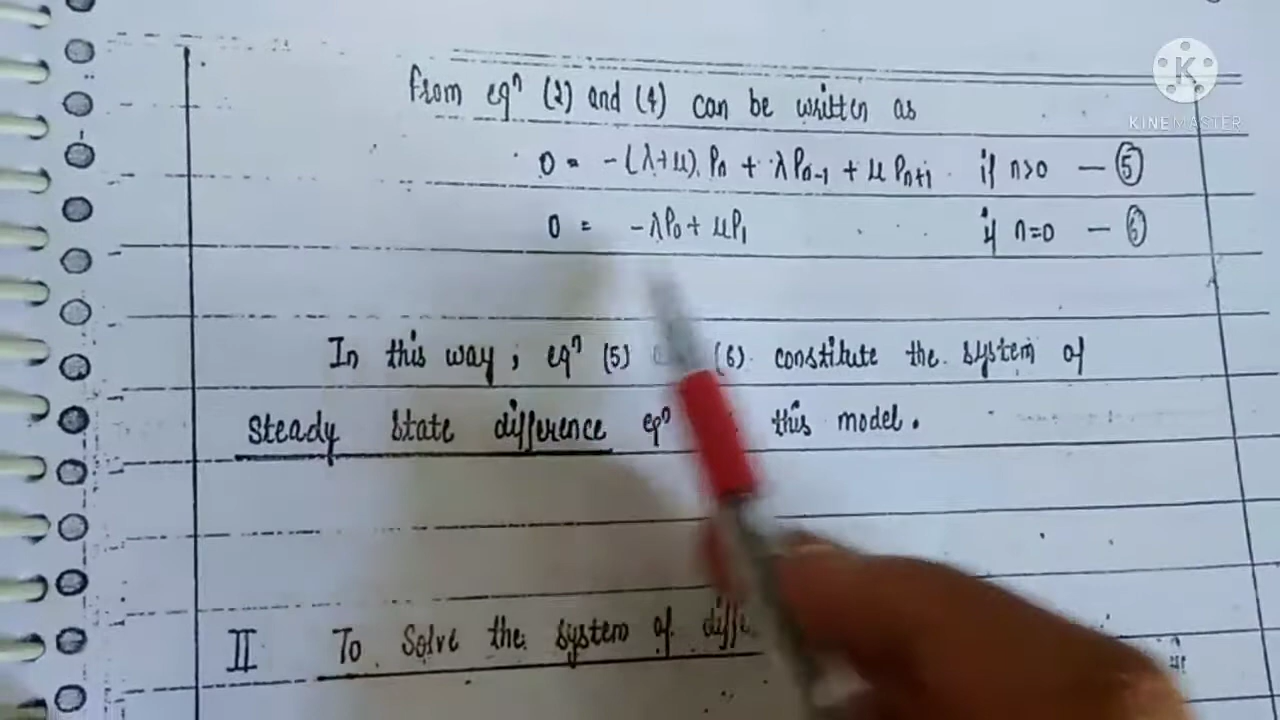 From eqⁿ (2) and (4) can be written as
0 = -(λ+μ) Pn + λPn-1 + μ Pn+1 if n>0 — ⑤
0 = -λP0 + μP1 if n=0 — ⑥
In this way ; eqⁿ (5) (6) constitute the system of
steady state difference eqⁿ this model.
II To Solve the system of
KINEMASTER